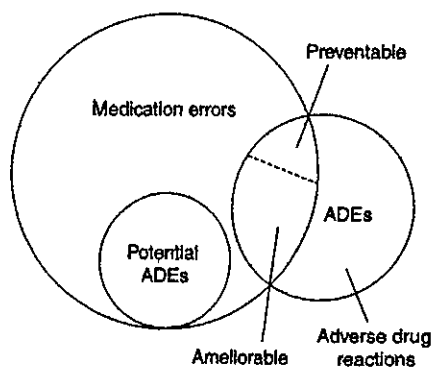 Preventable
Medication errors
ADEs
Potential
ADEs
Adverse drug
reactions
Ameliorable